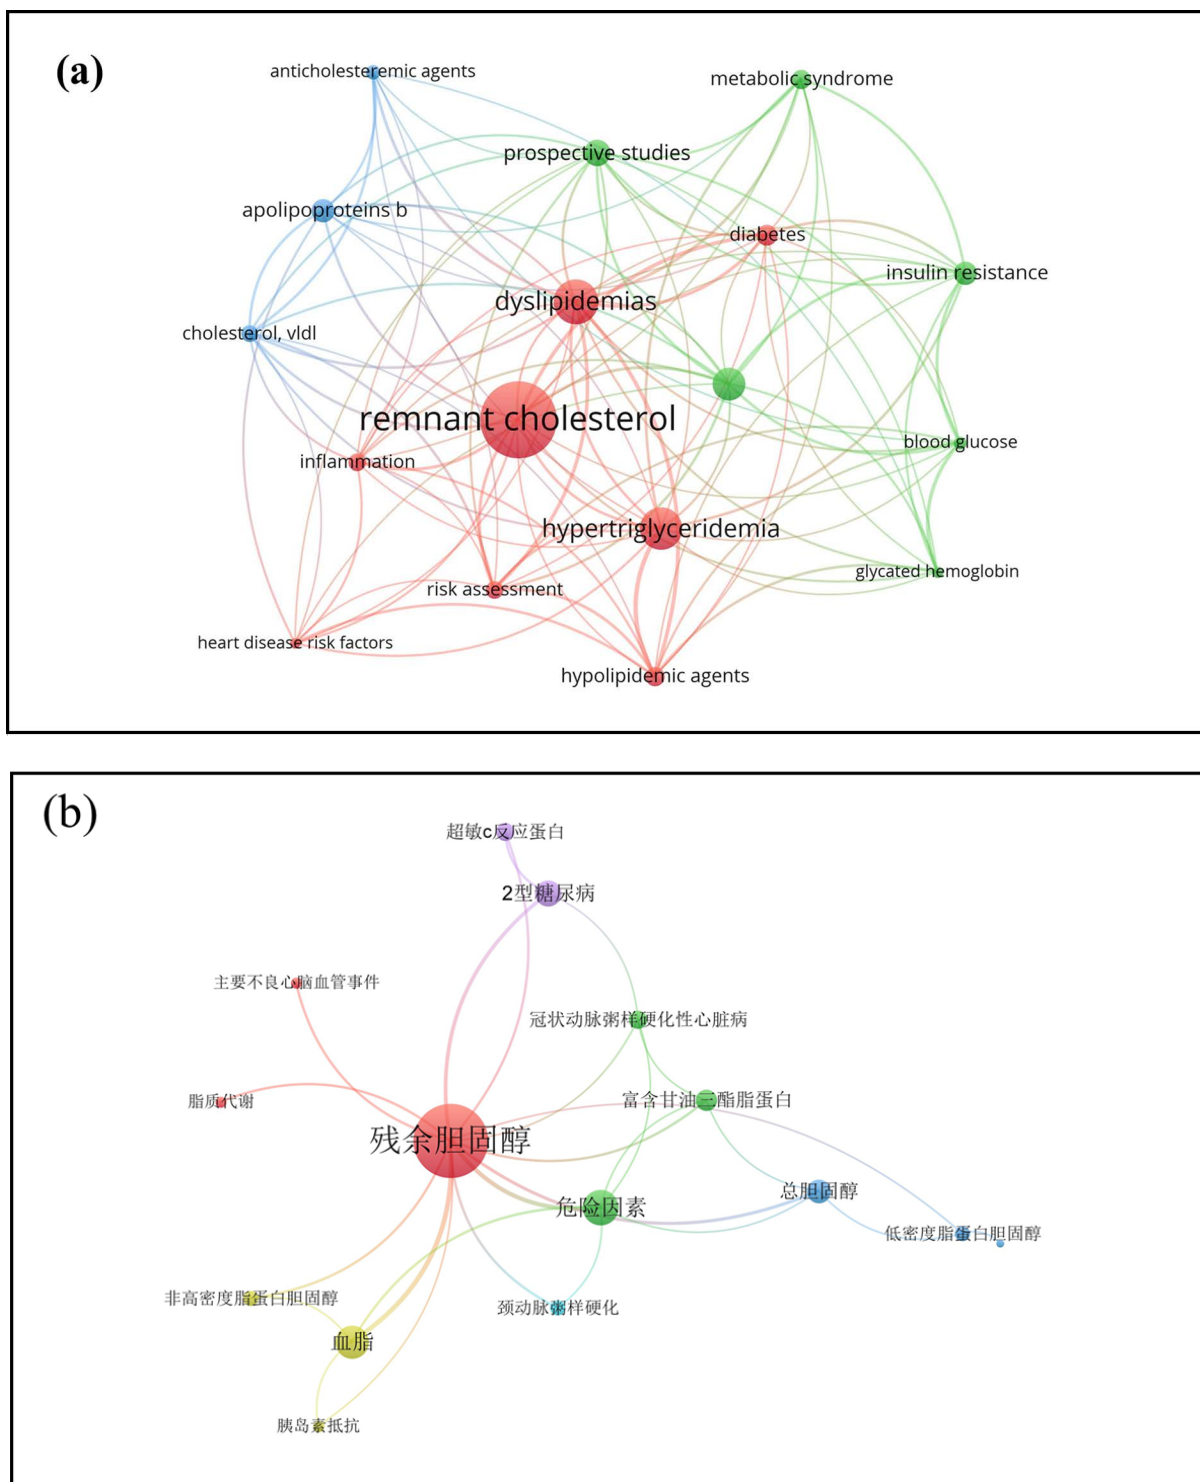 (a)
anticholesteremic agents
metabolic syndrome
prospective studies
apolipoproteins b
diabetes
insulin resistance
dyslipidemias
cholesterol, vldl
remnant cholesterol
blood glucose
inflammation
hypertriglyceridemia
glycated hemoglobin
risk assessment
heart disease risk factors
hypolipidemic agents
(b)
超敏c反应蛋白
2型糖尿病
主要不良心脑血管事件
冠状动脉粥样硬化性心脏病
脂质代谢
富含甘油三酯脂蛋白
残余胆固醇
总胆固醇
危险因素
低密度脂蛋白胆固醇
非高密度脂蛋白胆固醇
颈动脉粥样硬化
血脂
胰岛素抵抗